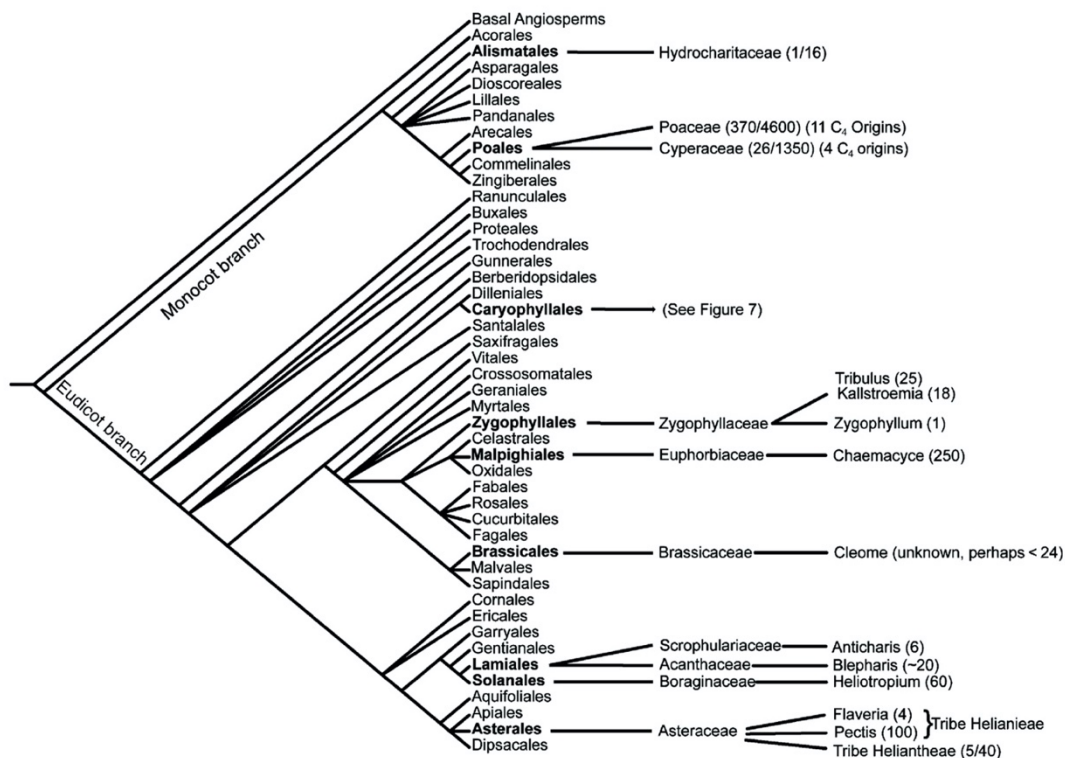 Basal Angiosperms
Acorales
Alismatales Hydrocharitaceae (1/16)
Asparagales
Dioscoreales
Lillales
Pandanales
Arecales
Poaceae (370/4600) (11 C₄ Origins)
Poales
Cyperaceae (26/1350) (4 C₄ origins)
Commelinales
Zingiberales
Ranunculales
Buxales
Proteales
Trochodendrales
Gunnerales
Berberidopsidales
Dilleniales
Caryophyllales (See Figure 7)
Santalales
Saxifragales
Vitales
Crossosomatales
Geraniales
Myrtales
Tribulus (25)
Kallstroemia (18)
Zygophyllales Zygophyllaceae Zygophyllum (1)
Celastrales
Malpighiales Euphorbiaceae Chaemacyce (250)
Oxidales
Fabales
Rosales
Cucurbitales
Fagales
Brassicales Brassicaceae Cleome (unknown, perhaps < 24)
Malvales
Sapindales
Cornales
Ericales
Garryales
Gentianales
Scrophulariaceae Anticharis (6)
Lamiales Acanthaceae Blepharis (~20)
Solanales Boraginaceae Heliotropium (60)
Aquifoliales
Apiales
Flaveria (4)
Asterales Asteraceae Pectis (100) } Tribe Helianieae
Dipsacales
Tribe Heliantheae (5/40)
Monocot branch
Eudicot branch